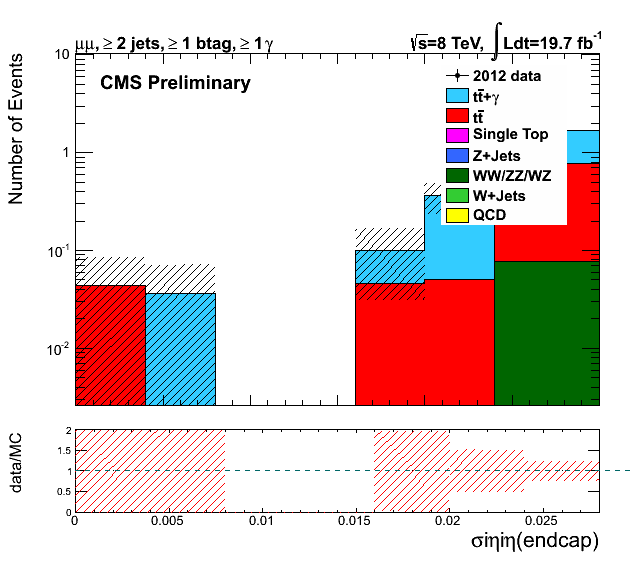 μμ, ≥ 2 jets, ≥ 1 btag, ≥ 1 γ
√s=8 TeV, ∫Ldt=19.7 fb⁻¹
CMS Preliminary
Number of Events
10
1
10⁻¹
10⁻²
2012 data
tt̄+γ
tt̄
Single Top
Z+Jets
WW/ZZ/WZ
W+Jets
QCD
data/MC
2
1.5
1
0.5
0
0 0.005 0.01 0.015 0.02 0.025
σiηiη(endcap)